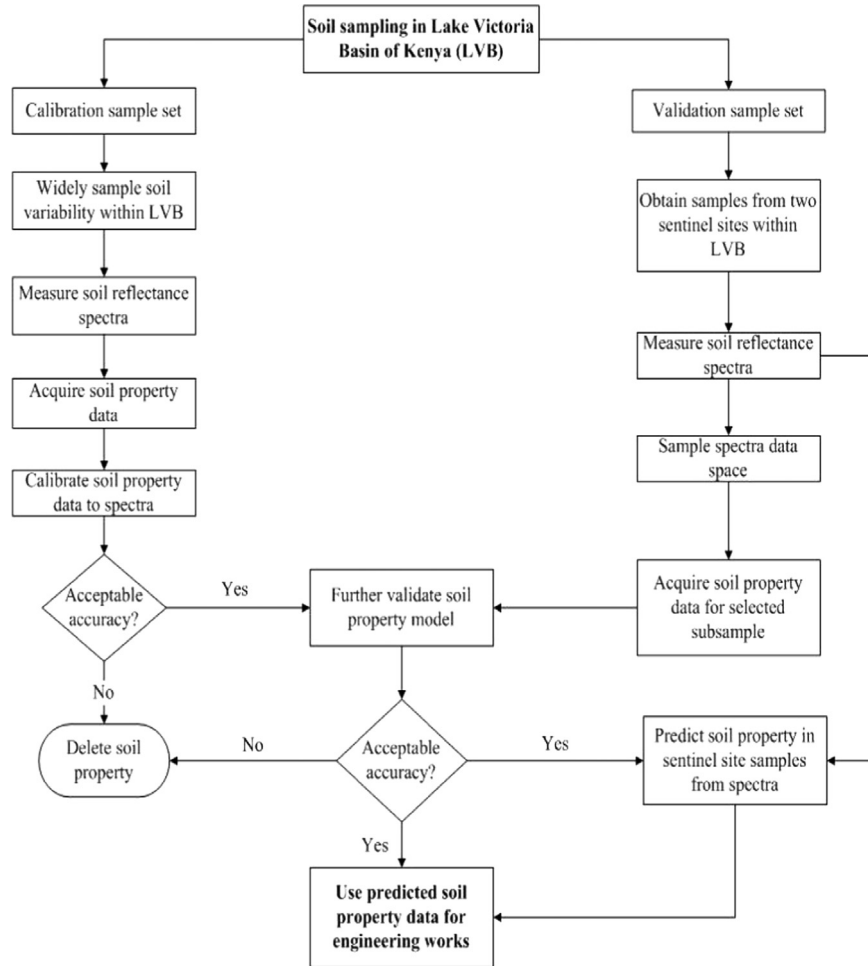 Soil sampling in Lake Victoria
Basin of Kenya (LVB)
Calibration sample set
Validation sample set
Widely sample soil
variability within LVB
Obtain samples from two
sentinel sites within
LVB
Measure soil reflectance
spectra
Measure soil reflectance
spectra
Acquire soil property
data
Sample spectra data
space
Calibrate soil property
data to spectra
Acceptable
accuracy?
Yes
Further validate soil
property model
Acquire soil property
data for selected
subsample
No
Delete soil
property
No
Acceptable
accuracy?
Yes
Predict soil property in
sentinel site samples
from spectra
Yes
Use predicted soil
property data for
engineering works